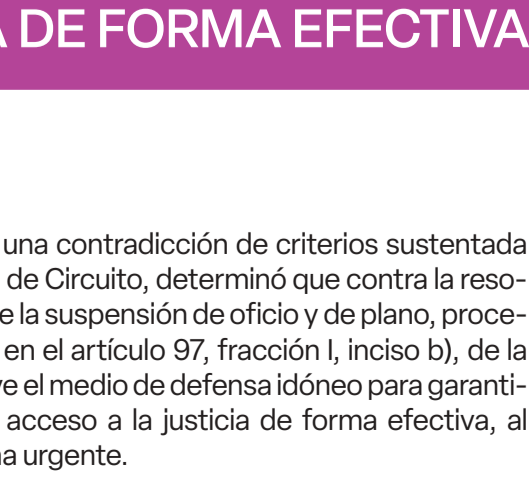 DE FORMA EFECTIVA
una contradicción de criterios sustentada
de Circuito, determinó que contra la reso-
la suspensión de oficio y de plano, proce-
en el artículo 97, fracción I, inciso b), de la
el medio de defensa idóneo para garanti-
acceso a la justicia de forma efectiva, al
urgente.